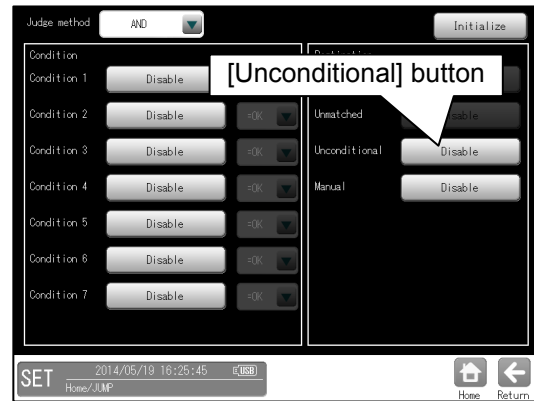 Judge method AND Initialize
Condition
[Unconditional] button
Condition 1 Disable
Condition 2 Disable =OK Unmatched Disable
Condition 3 Disable =OK Unconditional Disable
Condition 4 Disable =OK Manual Disable
Condition 5 Disable =OK
Condition 6 Disable =OK
Condition 7 Disable =OK
SET 2014/05/19 16:25:45 USB
Home/JUMP
Home Return